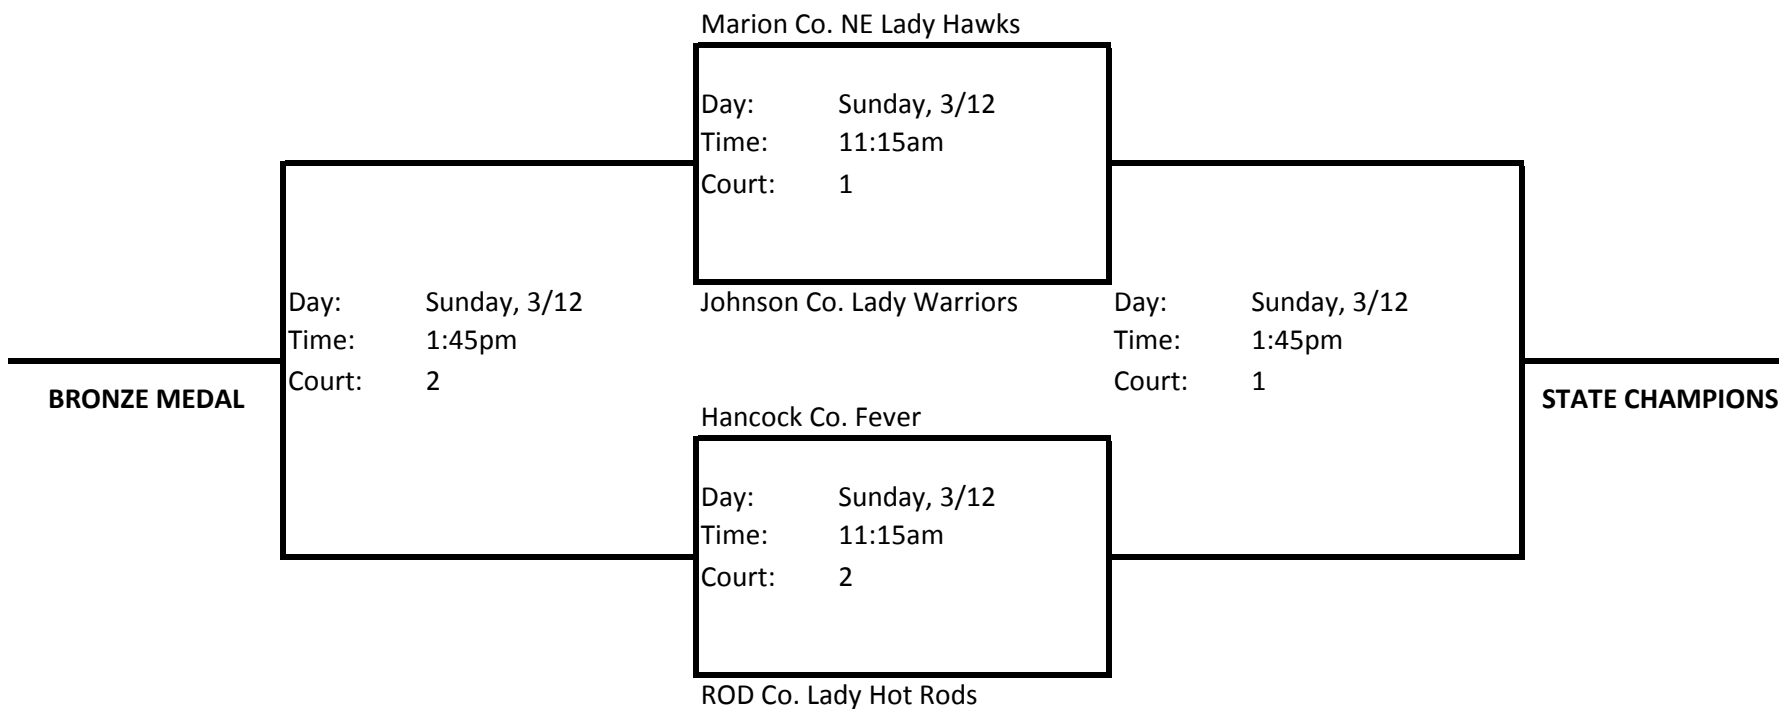 Marion Co. NE Lady Hawks
Day: Sunday, 3/12
Time: 11:15am
Court: 1
Johnson Co. Lady Warriors
Day: Sunday, 3/12
Time: 1:45pm
Court: 2
BRONZE MEDAL
Day: Sunday, 3/12
Time: 1:45pm
Court: 1
STATE CHAMPIONS
Hancock Co. Fever
Day: Sunday, 3/12
Time: 11:15am
Court: 2
ROD Co. Lady Hot Rods